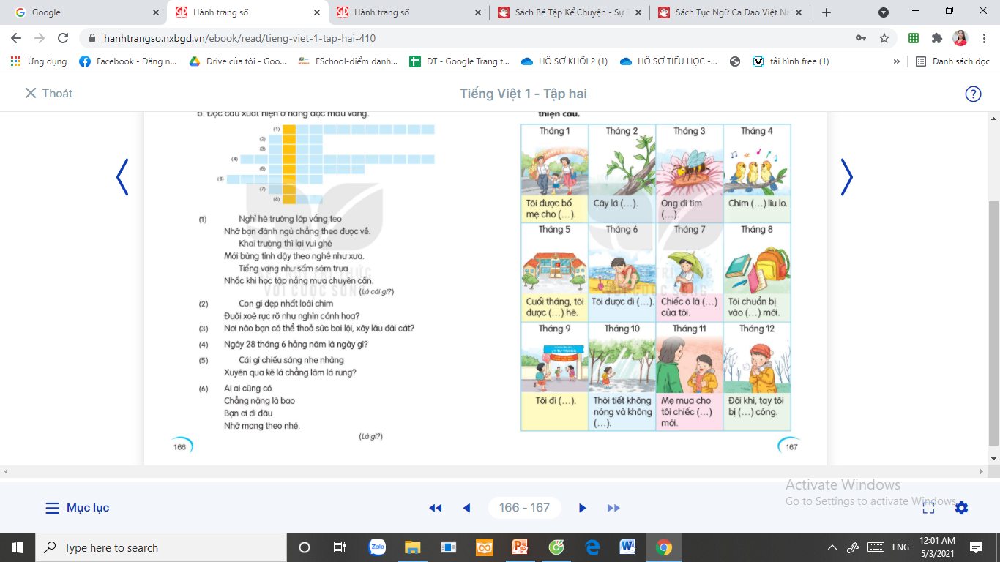 Google
Hành trang số
Hành trang số
Sách Bé Tập Kể Chuyện - Sự T
Sách Tục Ngữ Ca Dao Việt Na
hanhtrangso.nxbgd.vn/ebook/read/tieng-viet-1-tap-hai-410
Ứng dụng
Facebook - Đăng n...
Drive của tôi - Goo...
FSchool-điểm danh...
DT - Google Trang t...
HỒ SƠ KHỐI 2 (1)
HỒ SƠ TIỂU HỌC -...
tải hình free (1)
»
Danh sách đọc
Thoát
Tiếng Việt 1 - Tập hai
b. Đọc câu xuất hiện ở hàng dọc màu vàng.
(1)
(2)
(3)
(4)
(5)
(6)
(7)
(8)
(1) Nghỉ hè trường lớp vắng teo
Nhớ bạn đành ngủ chẳng theo được về.
Khai trường thì lại vui ghê
Mới bừng tỉnh dậy theo nghề như xưa.
Tiếng vang như sấm sớm trưa
Nhắc khi học tập nắng mưa chuyên cần.
(Là cái gì?)
(2) Con gì đẹp nhất loài chim
Đuôi xoè rực rỡ như nghìn cánh hoa?
(3) Nơi nào bạn có thể thoả sức bơi lội, xây lâu đài cát?
(4) Ngày 28 tháng 6 hằng năm là ngày gì?
(5) Cái gì chiếu sáng nhẹ nhàng
Xuyên qua kẽ lá chẳng làm lá rung?
(6) Ai ai cũng có
Chẳng nặng là bao
Bạn ơi đi đâu
Nhớ mang theo nhé.
(Là gì?)
166
thiện câu.
Tháng 1
Tháng 2
Tháng 3
Tháng 4
Tôi được bố
mẹ cho (...).
Cây lá (...).
Ong đi tìm
(...).
Chim (...) líu lo.
Tháng 5
Tháng 6
Tháng 7
Tháng 8
Cuối tháng, tôi
được (...) hè.
Tôi được đi (...).
Chiếc ô là (...)
của tôi.
Tôi chuẩn bị
vào (...) mới.
Tháng 9
Tháng 10
Tháng 11
Tháng 12
LÝ TỰ TRỌNG
Tôi đi (...).
Thời tiết không
nóng và không
(...).
Mẹ mua cho
tôi chiếc (...)
mới.
Đôi khi, tay tôi
bị (...) cóng.
167
Activate Windows
Go to Settings to activate Windows.
Mục lục
166 - 167
Type here to search
Zalo
ENG
12:01 AM
5/3/2021